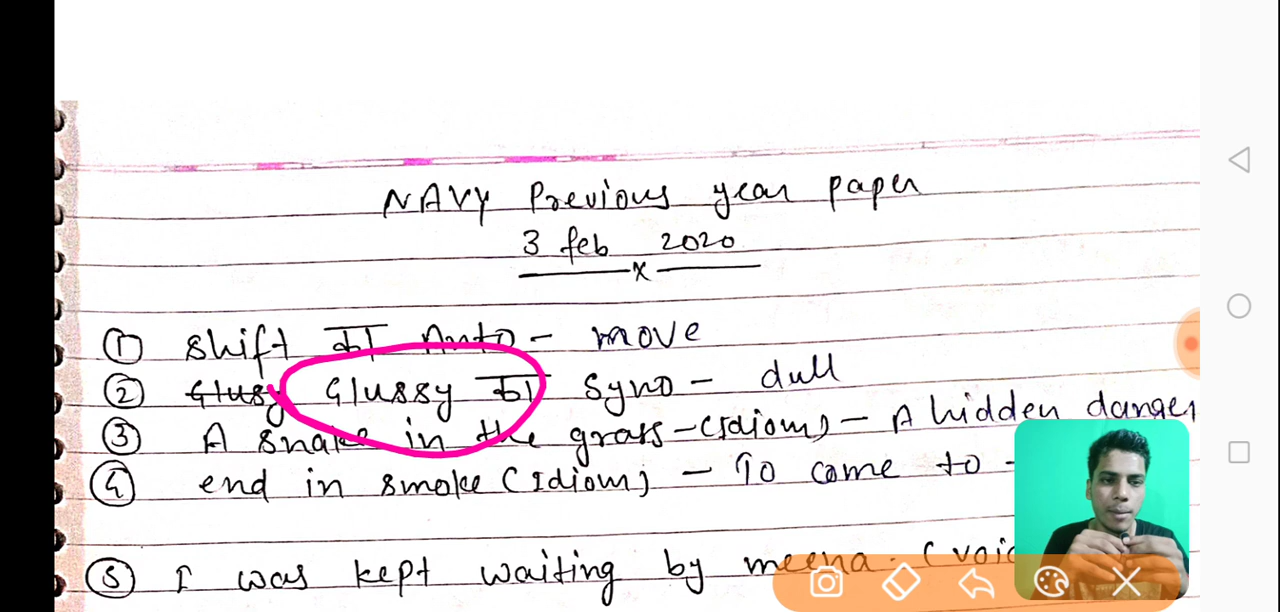 NAVY Previous year paper
3 feb 2020
① Shift का Anto - move
② Glusy Glussy का Syno - dull
③ A snake in the grass - (Idiom) - A hidden danger
④ end in smoke (Idiom) - To come to -
⑤ I was kept waiting by meena. (voic